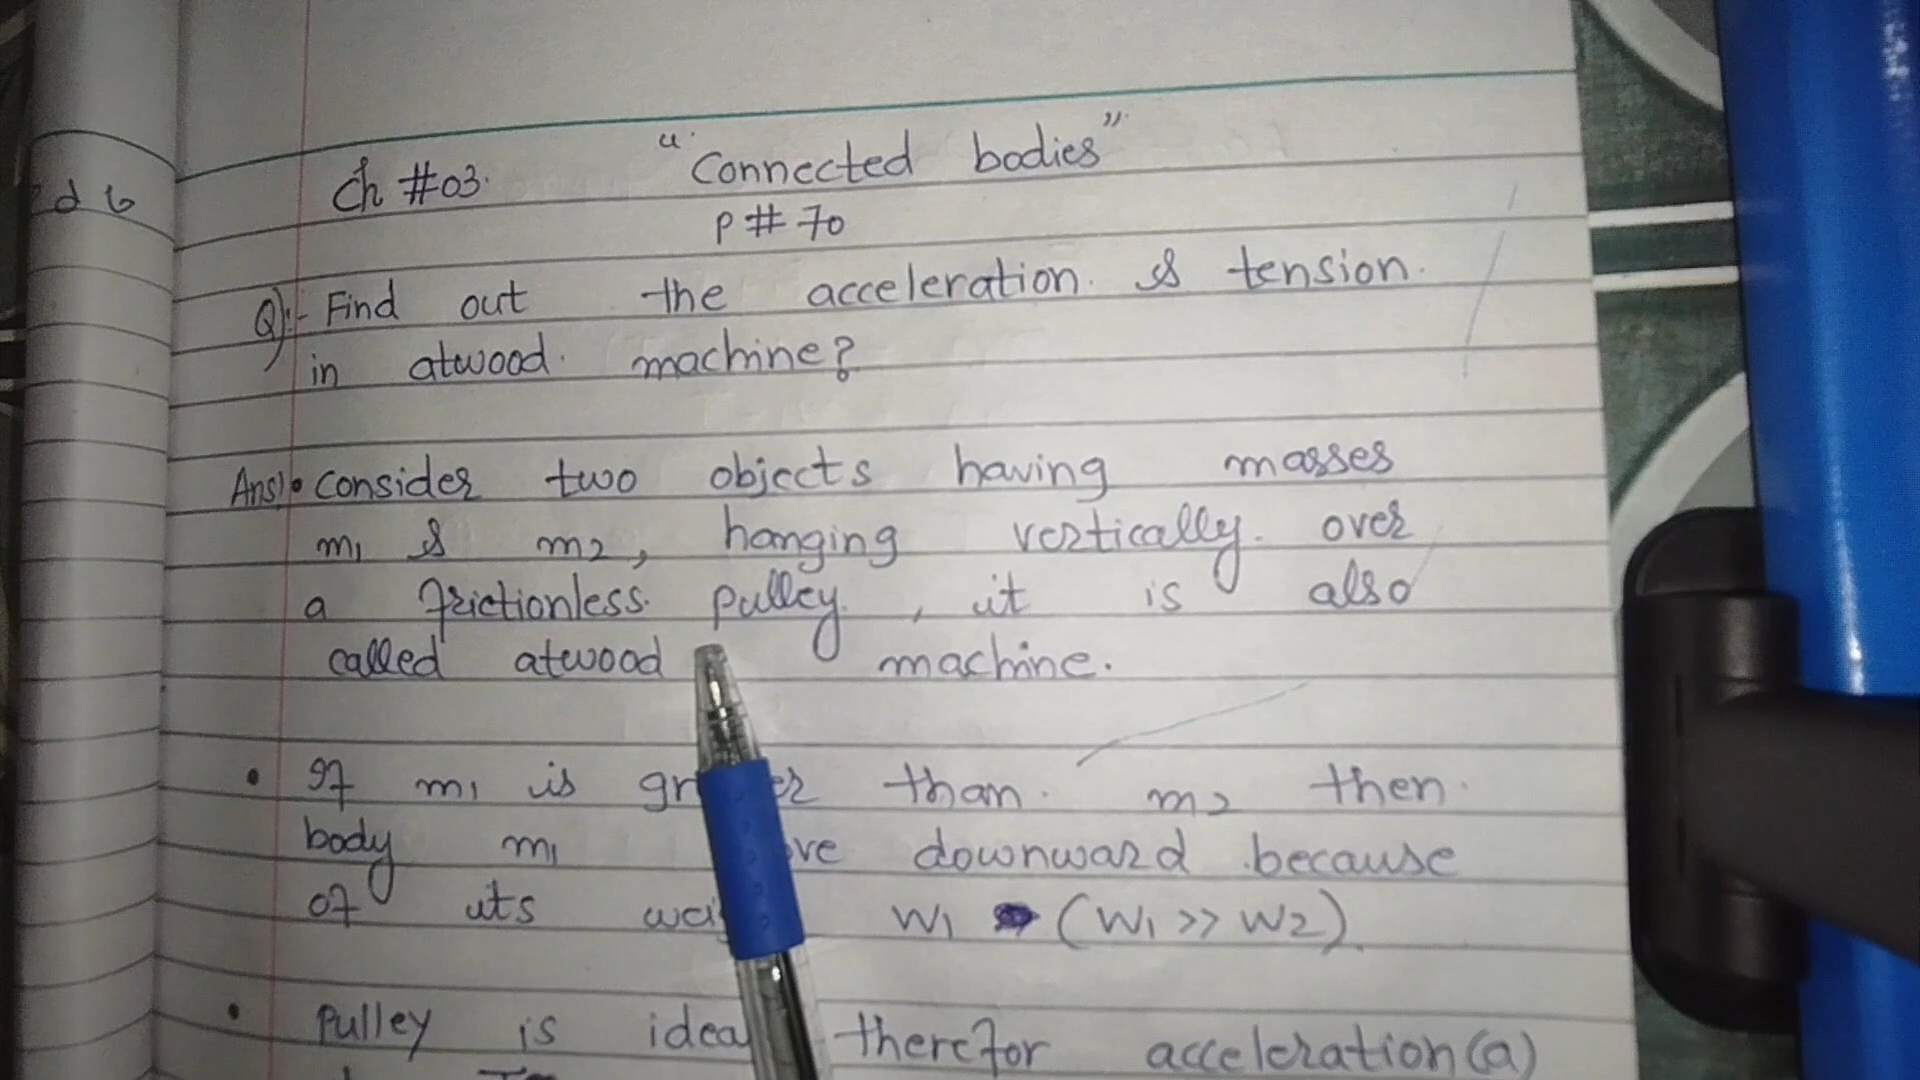 d 6
Ch #03. "Connected bodies"
P # 70
Q:- Find out the acceleration & tension.
in atwood machine?
Ans). consider two objects having masses
m1 & m2, hanging vertically over
a frictionless pulley, it is also
called atwood machine.
• If m1 is than m2 then
body m1 downward because
of its W1 (W1 >> W2).
• Pulley is therefor acceleration(a)